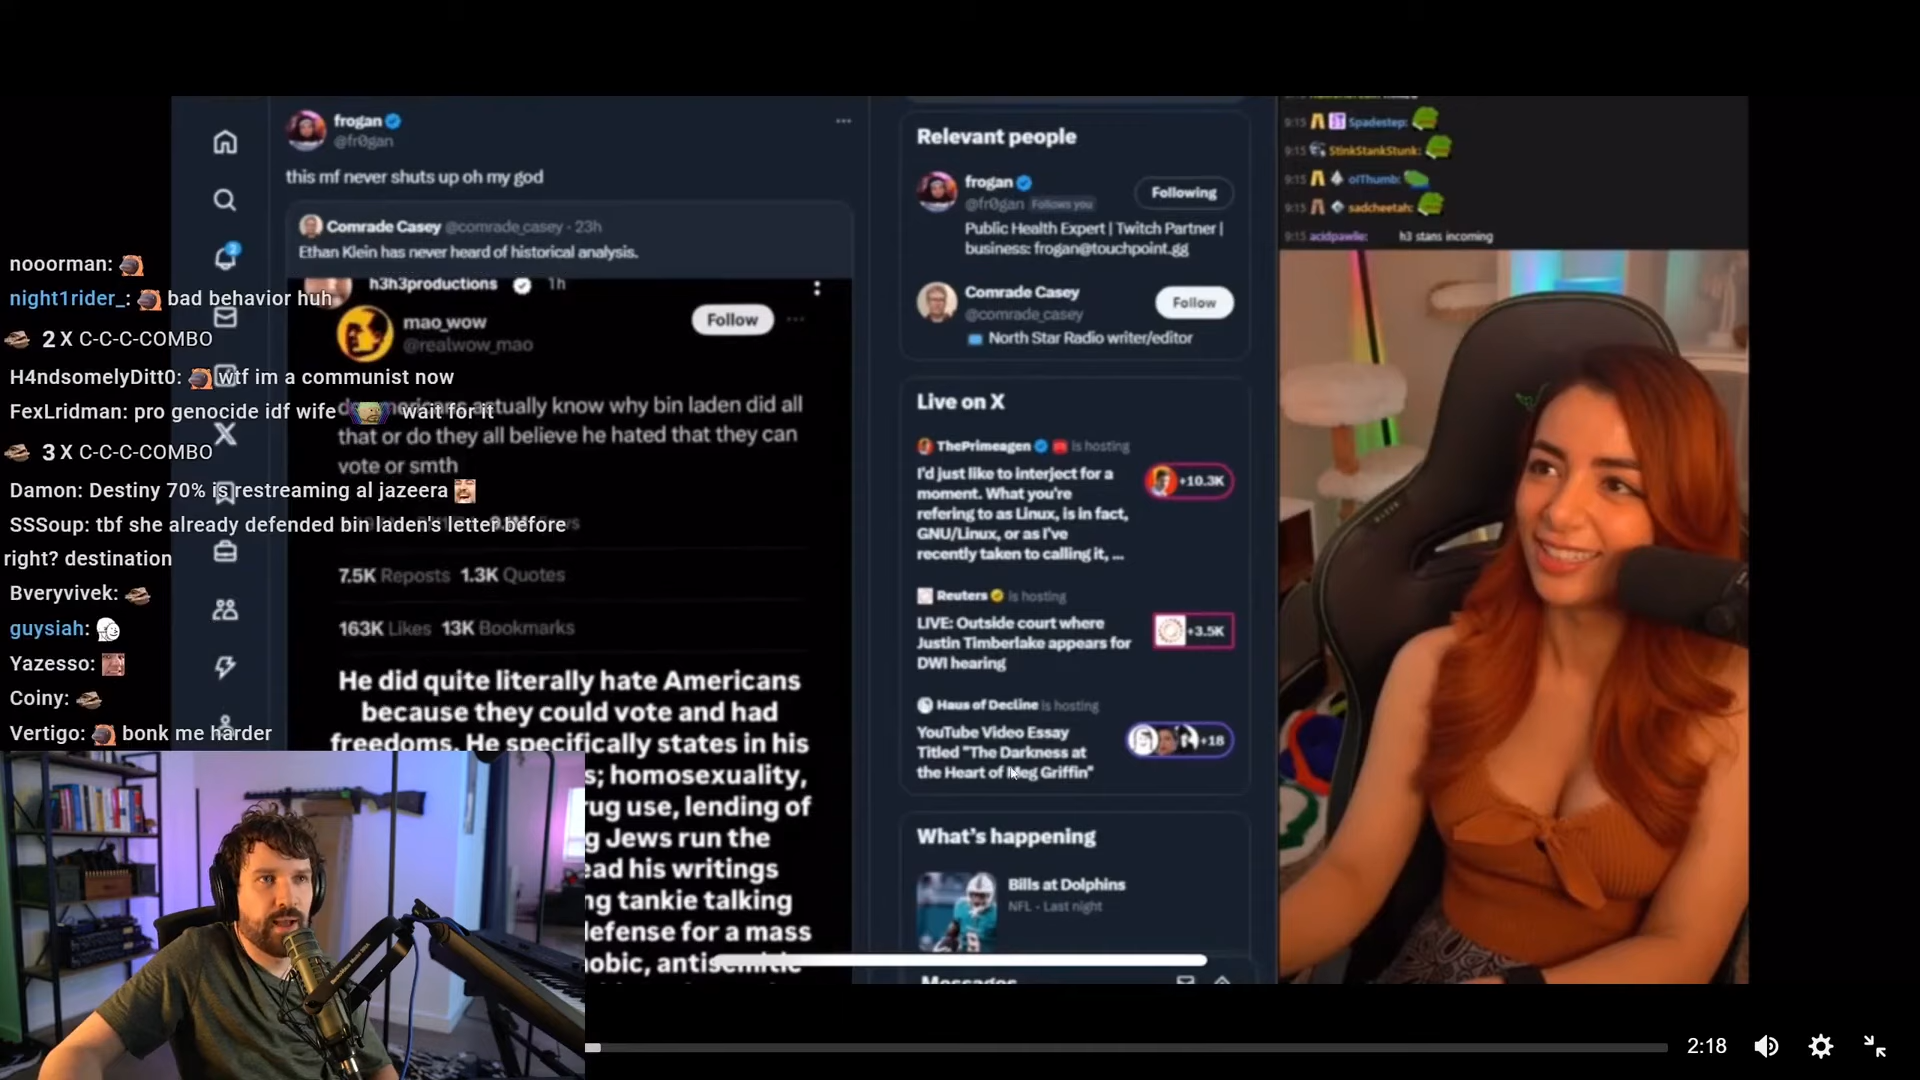 frogan
@fr0gan
this mf never shuts up oh my god
Comrade Casey @comrade_casey · 23h
Ethan Klein has never heard of historical analysis.
h3h3productions 1h
mao_wow
@realwow_mao
Follow
actually know why bin laden did all
that or do they all believe he hated that they can
vote or smth
7.5K Reposts 1.3K Quotes
163K Likes 13K Bookmarks
He did quite literally hate Americans
because they could vote and had
freedoms. He specifically states in his
s; homosexuality,
rug use, lending of
g Jews run the
ead his writings
ng tankie talking
defense for a mass
obic, antisemitic
nooorman:
night1rider_: bad behavior huh
2 X C-C-C-COMBO
H4ndsomelyDitt0: wtf im a communist now
FexLridman: pro genocide idf wife wait for it
3 X C-C-C-COMBO
Damon: Destiny 70% is restreaming al jazeera
SSSoup: tbf she already defended bin laden's letter before
right? destination
Bveryvivek:
guysiah:
Yazesso:
Coiny:
Vertigo: bonk me harder
Relevant people
frogan
@fr0gan Follows you
Following
Public Health Expert | Twitch Partner |
business: frogan@touchpoint.gg
Comrade Casey
@comrade_casey
Follow
North Star Radio writer/editor
Live on X
ThePrimeagen is hosting
I'd just like to interject for a
moment. What you're
refering to as Linux, is in fact,
GNU/Linux, or as I've
recently taken to calling it, ...
+10.3K
Reuters is hosting
LIVE: Outside court where
Justin Timberlake appears for
DWI hearing
+3.5K
Haus of Decline is hosting
YouTube Video Essay
Titled "The Darkness at
the Heart of Meg Griffin"
+18
What's happening
Bills at Dolphins
NFL · Last night
Messages
9:15 Spadestep:
9:15 StinkStankStunk:
9:15 olThumb:
9:15 sadcheetah:
9:15 acidpawlie: h3 stans incoming
2:18